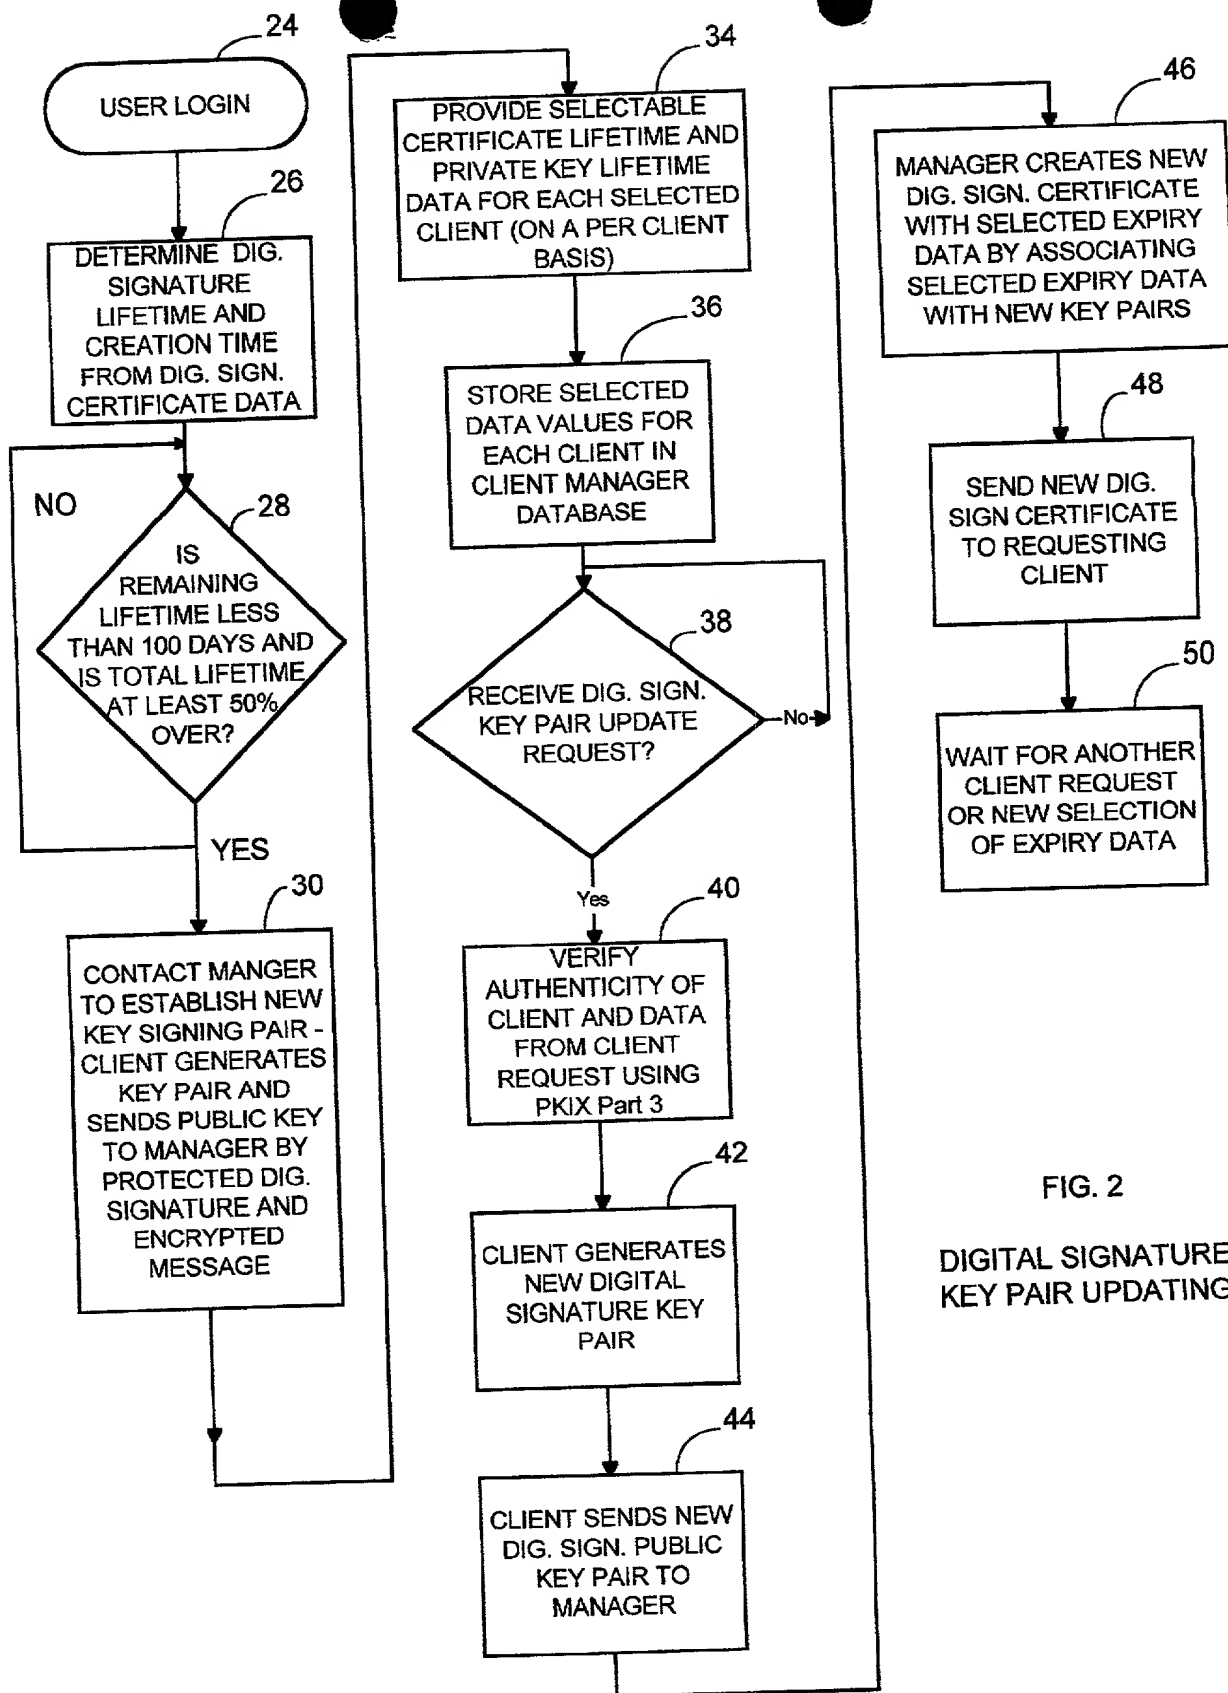 24
USER LOGIN
26
DETERMINE DIG.
SIGNATURE
LIFETIME AND
CREATION TIME
FROM DIG. SIGN.
CERTIFICATE DATA
NO
28
IS
REMAINING
LIFETIME LESS
THAN 100 DAYS AND
IS TOTAL LIFETIME
AT LEAST 50%
OVER?
YES
30
CONTACT MANGER
TO ESTABLISH NEW
KEY SIGNING PAIR -
CLIENT GENERATES
KEY PAIR AND
SENDS PUBLIC KEY
TO MANAGER BY
PROTECTED DIG.
SIGNATURE AND
ENCRYPTED
MESSAGE
34
PROVIDE SELECTABLE
CERTIFICATE LIFETIME AND
PRIVATE KEY LIFETIME
DATA FOR EACH SELECTED
CLIENT (ON A PER CLIENT
BASIS)
36
STORE SELECTED
DATA VALUES FOR
EACH CLIENT IN
CLIENT MANAGER
DATABASE
38
RECEIVE DIG. SIGN.
KEY PAIR UPDATE
REQUEST?
No
Yes
40
VERIFY
AUTHENTICITY OF
CLIENT AND DATA
FROM CLIENT
REQUEST USING
PKIX Part 3
42
CLIENT GENERATES
NEW DIGITAL
SIGNATURE KEY
PAIR
44
CLIENT SENDS NEW
DIG. SIGN. PUBLIC
KEY PAIR TO
MANAGER
46
MANAGER CREATES NEW
DIG. SIGN. CERTIFICATE
WITH SELECTED EXPIRY
DATA BY ASSOCIATING
SELECTED EXPIRY DATA
WITH NEW KEY PAIRS
48
SEND NEW DIG.
SIGN CERTIFICATE
TO REQUESTING
CLIENT
50
WAIT FOR ANOTHER
CLIENT REQUEST
OR NEW SELECTION
OF EXPIRY DATA
FIG. 2
DIGITAL SIGNATURE
KEY PAIR UPDATING